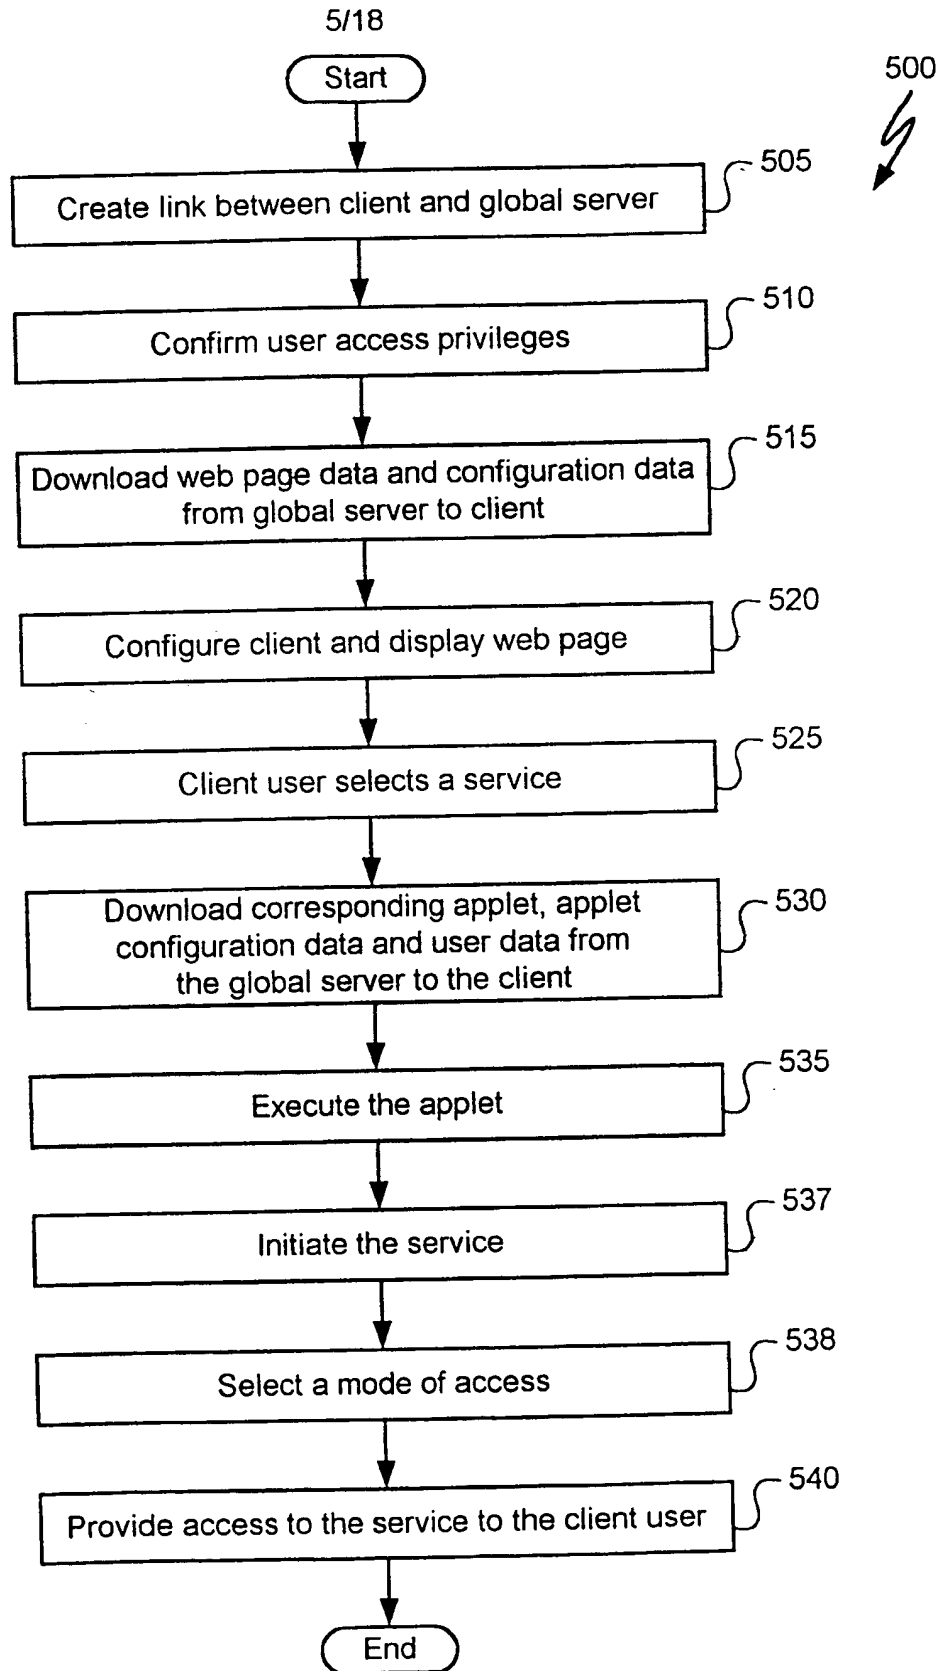 5/18
Start
500
505
Create link between client and global server
510
Confirm user access privileges
515
Download web page data and configuration data
from global server to client
520
Configure client and display web page
525
Client user selects a service
530
Download corresponding applet, applet
configuration data and user data from
the global server to the client
535
Execute the applet
537
Initiate the service
538
Select a mode of access
540
Provide access to the service to the client user
End